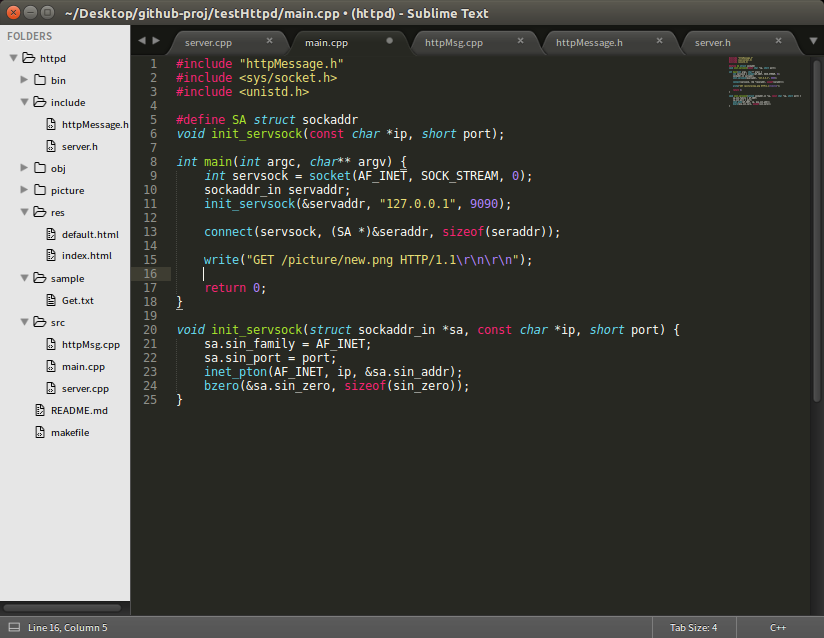 ~/Desktop/github-proj/testHttpd/main.cpp • (httpd) - Sublime Text
FOLDERS
httpd
bin
include
httpMessage.h
server.h
obj
picture
res
default.html
index.html
sample
Get.txt
src
httpMsg.cpp
main.cpp
server.cpp
README.md
makefile
server.cpp × main.cpp • httpMsg.cpp × httpMessage.h × server.h ×
1 #include "httpMessage.h"
2 #include <sys/socket.h>
3 #include <unistd.h>
4
5 #define SA struct sockaddr
6 void init_servsock(const char *ip, short port);
7
8 int main(int argc, char** argv) {
9     int servsock = socket(AF_INET, SOCK_STREAM, 0);
10     sockaddr_in servaddr;
11     init_servsock(&servaddr, "127.0.0.1", 9090);
12
13     connect(servsock, (SA *)&seraddr, sizeof(seraddr));
14
15     write("GET /picture/new.png HTTP/1.1\r\n\r\n");
16
17     return 0;
18 }
19
20 void init_servsock(struct sockaddr_in *sa, const char *ip, short port) {
21     sa.sin_family = AF_INET;
22     sa.sin_port = port;
23     inet_pton(AF_INET, ip, &sa.sin_addr);
24     bzero(&sa.sin_zero, sizeof(sin_zero));
25 }
Line 16, Column 5
Tab Size: 4
C++